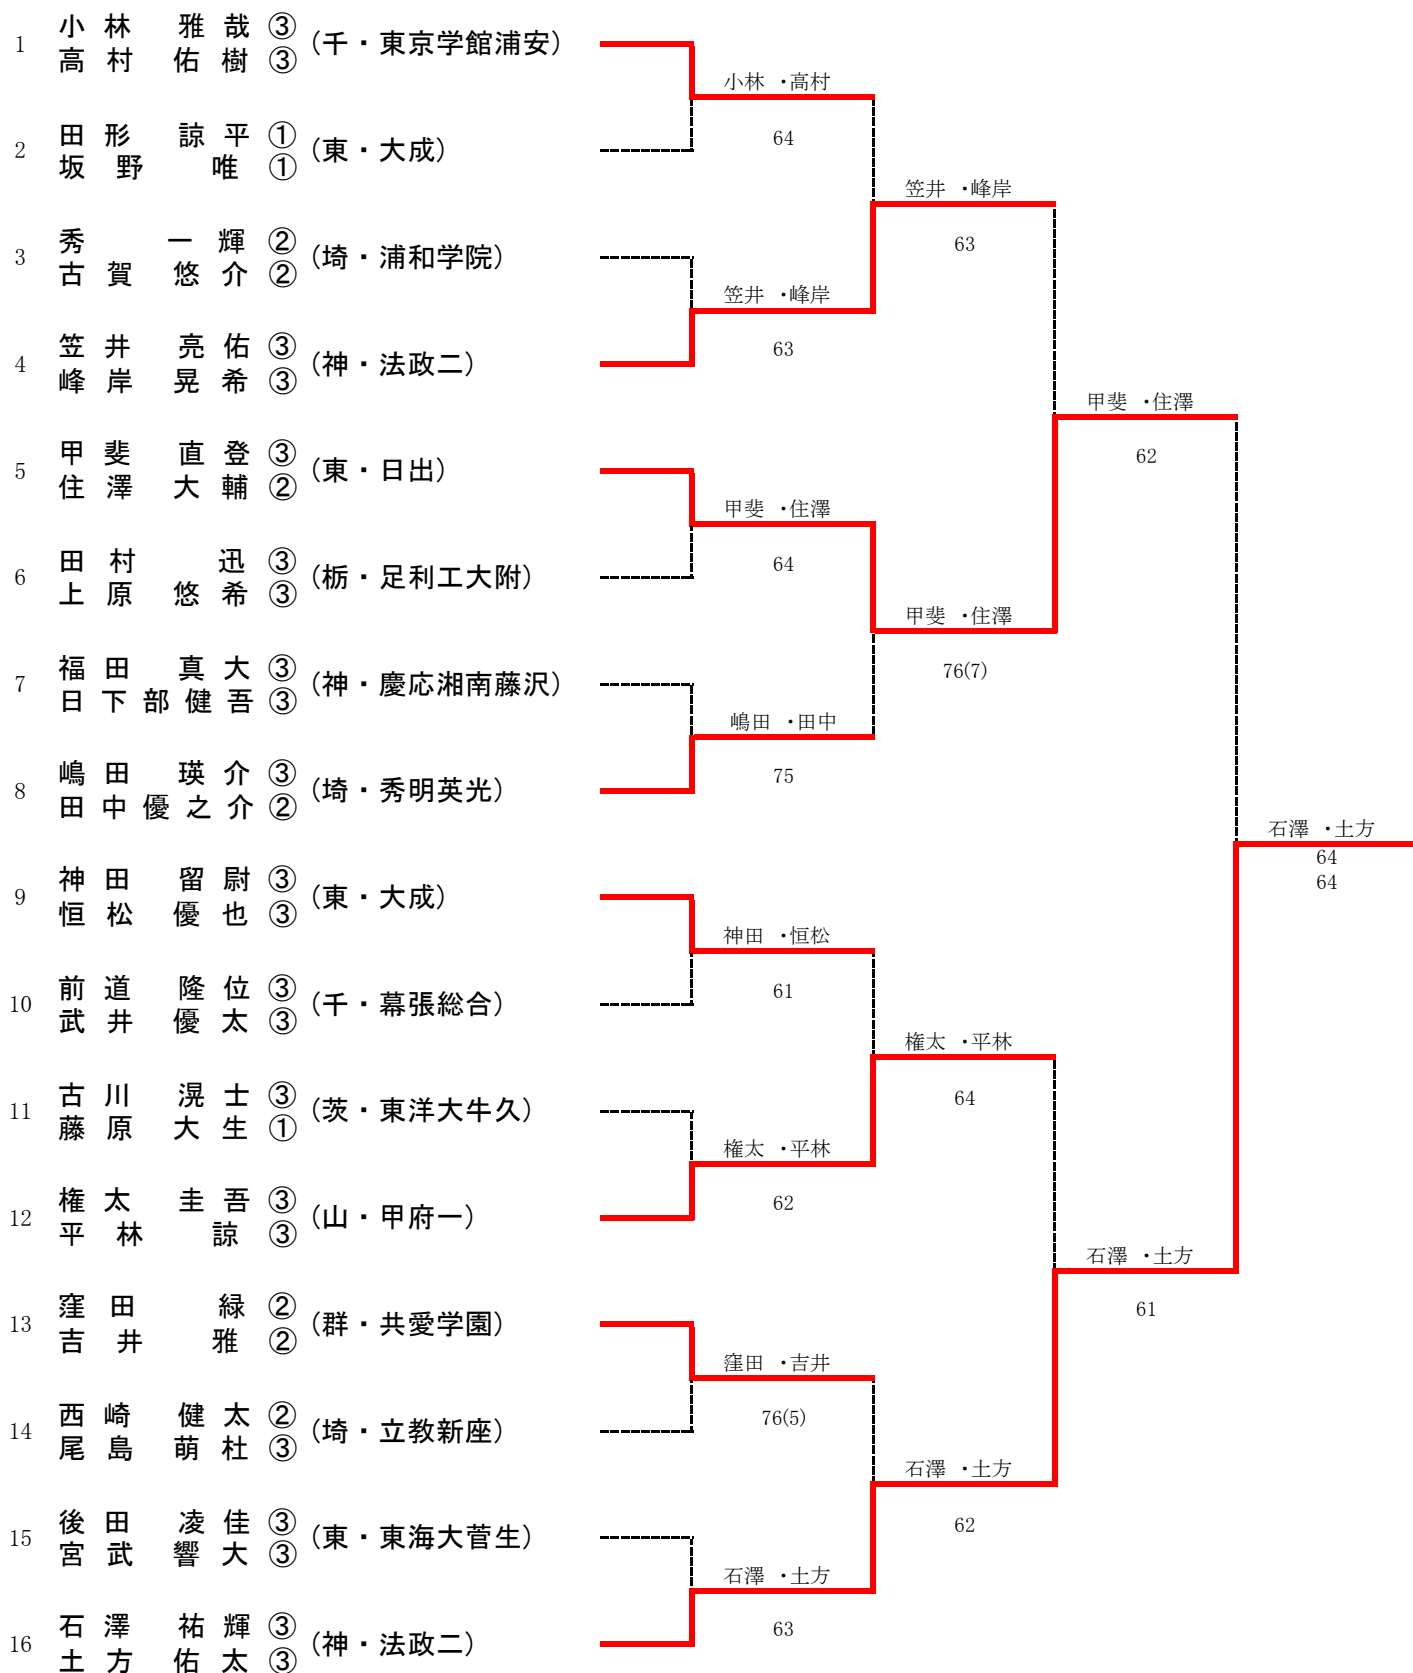 1 小林 雅哉 ③ (千・東京学館浦安)
高村 佑樹 ③
小林・高村
64
2 田形 諒平 ① (東・大成)
坂野 唯 ①
笠井・峰岸
63
3 秀 一輝 ② (埼・浦和学院)
古賀 悠介 ②
笠井・峰岸
63
4 笠井 亮佑 ③ (神・法政二)
峰岸 晃希 ③
甲斐・住澤
62
5 甲斐 直登 ③ (東・日出)
住澤 大輔 ②
甲斐・住澤
64
6 田村 迅 ③ (栃・足利工大附)
上原 悠希 ③
甲斐・住澤
76(7)
7 福田 真大 ③ (神・慶応湘南藤沢)
日下部健吾 ③
嶋田・田中
75
8 嶋田 瑛介 ③ (埼・秀明英光)
田中優之介 ②
石澤・土方
64
64
9 神田 留尉 ③ (東・大成)
恒松 優也 ③
神田・恒松
61
10 前道 隆位 ③ (千・幕張総合)
武井 優太 ③
権太・平林
64
11 古川 滉士 ③ (茨・東洋大牛久)
藤原 大生 ①
権太・平林
62
12 権太 圭吾 ③ (山・甲府一)
平林 諒 ③
石澤・土方
61
13 窪田 緑 ② (群・共愛学園)
吉井 雅 ②
窪田・吉井
76(5)
14 西崎 健太 ② (埼・立教新座)
尾島 萌杜 ③
石澤・土方
62
15 後田 凌佳 ③ (東・東海大菅生)
宮武 響大 ③
石澤・土方
63
16 石澤 祐輝 ③ (神・法政二)
土方 佑太 ③